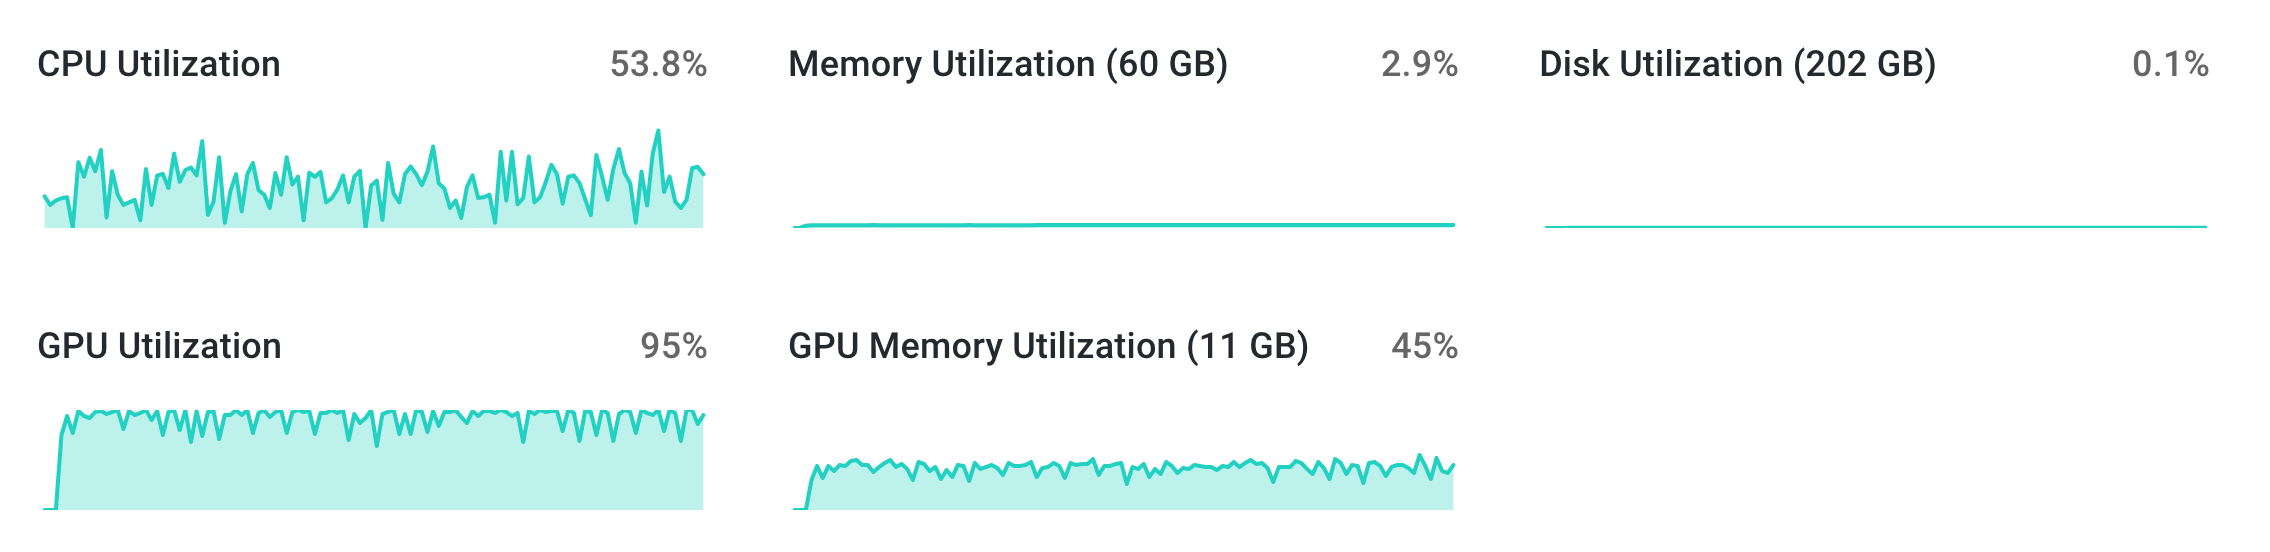 CPU Utilization 53.8%
Memory Utilization (60 GB) 2.9%
Disk Utilization (202 GB) 0.1%
GPU Utilization 95%
GPU Memory Utilization (11 GB) 45%